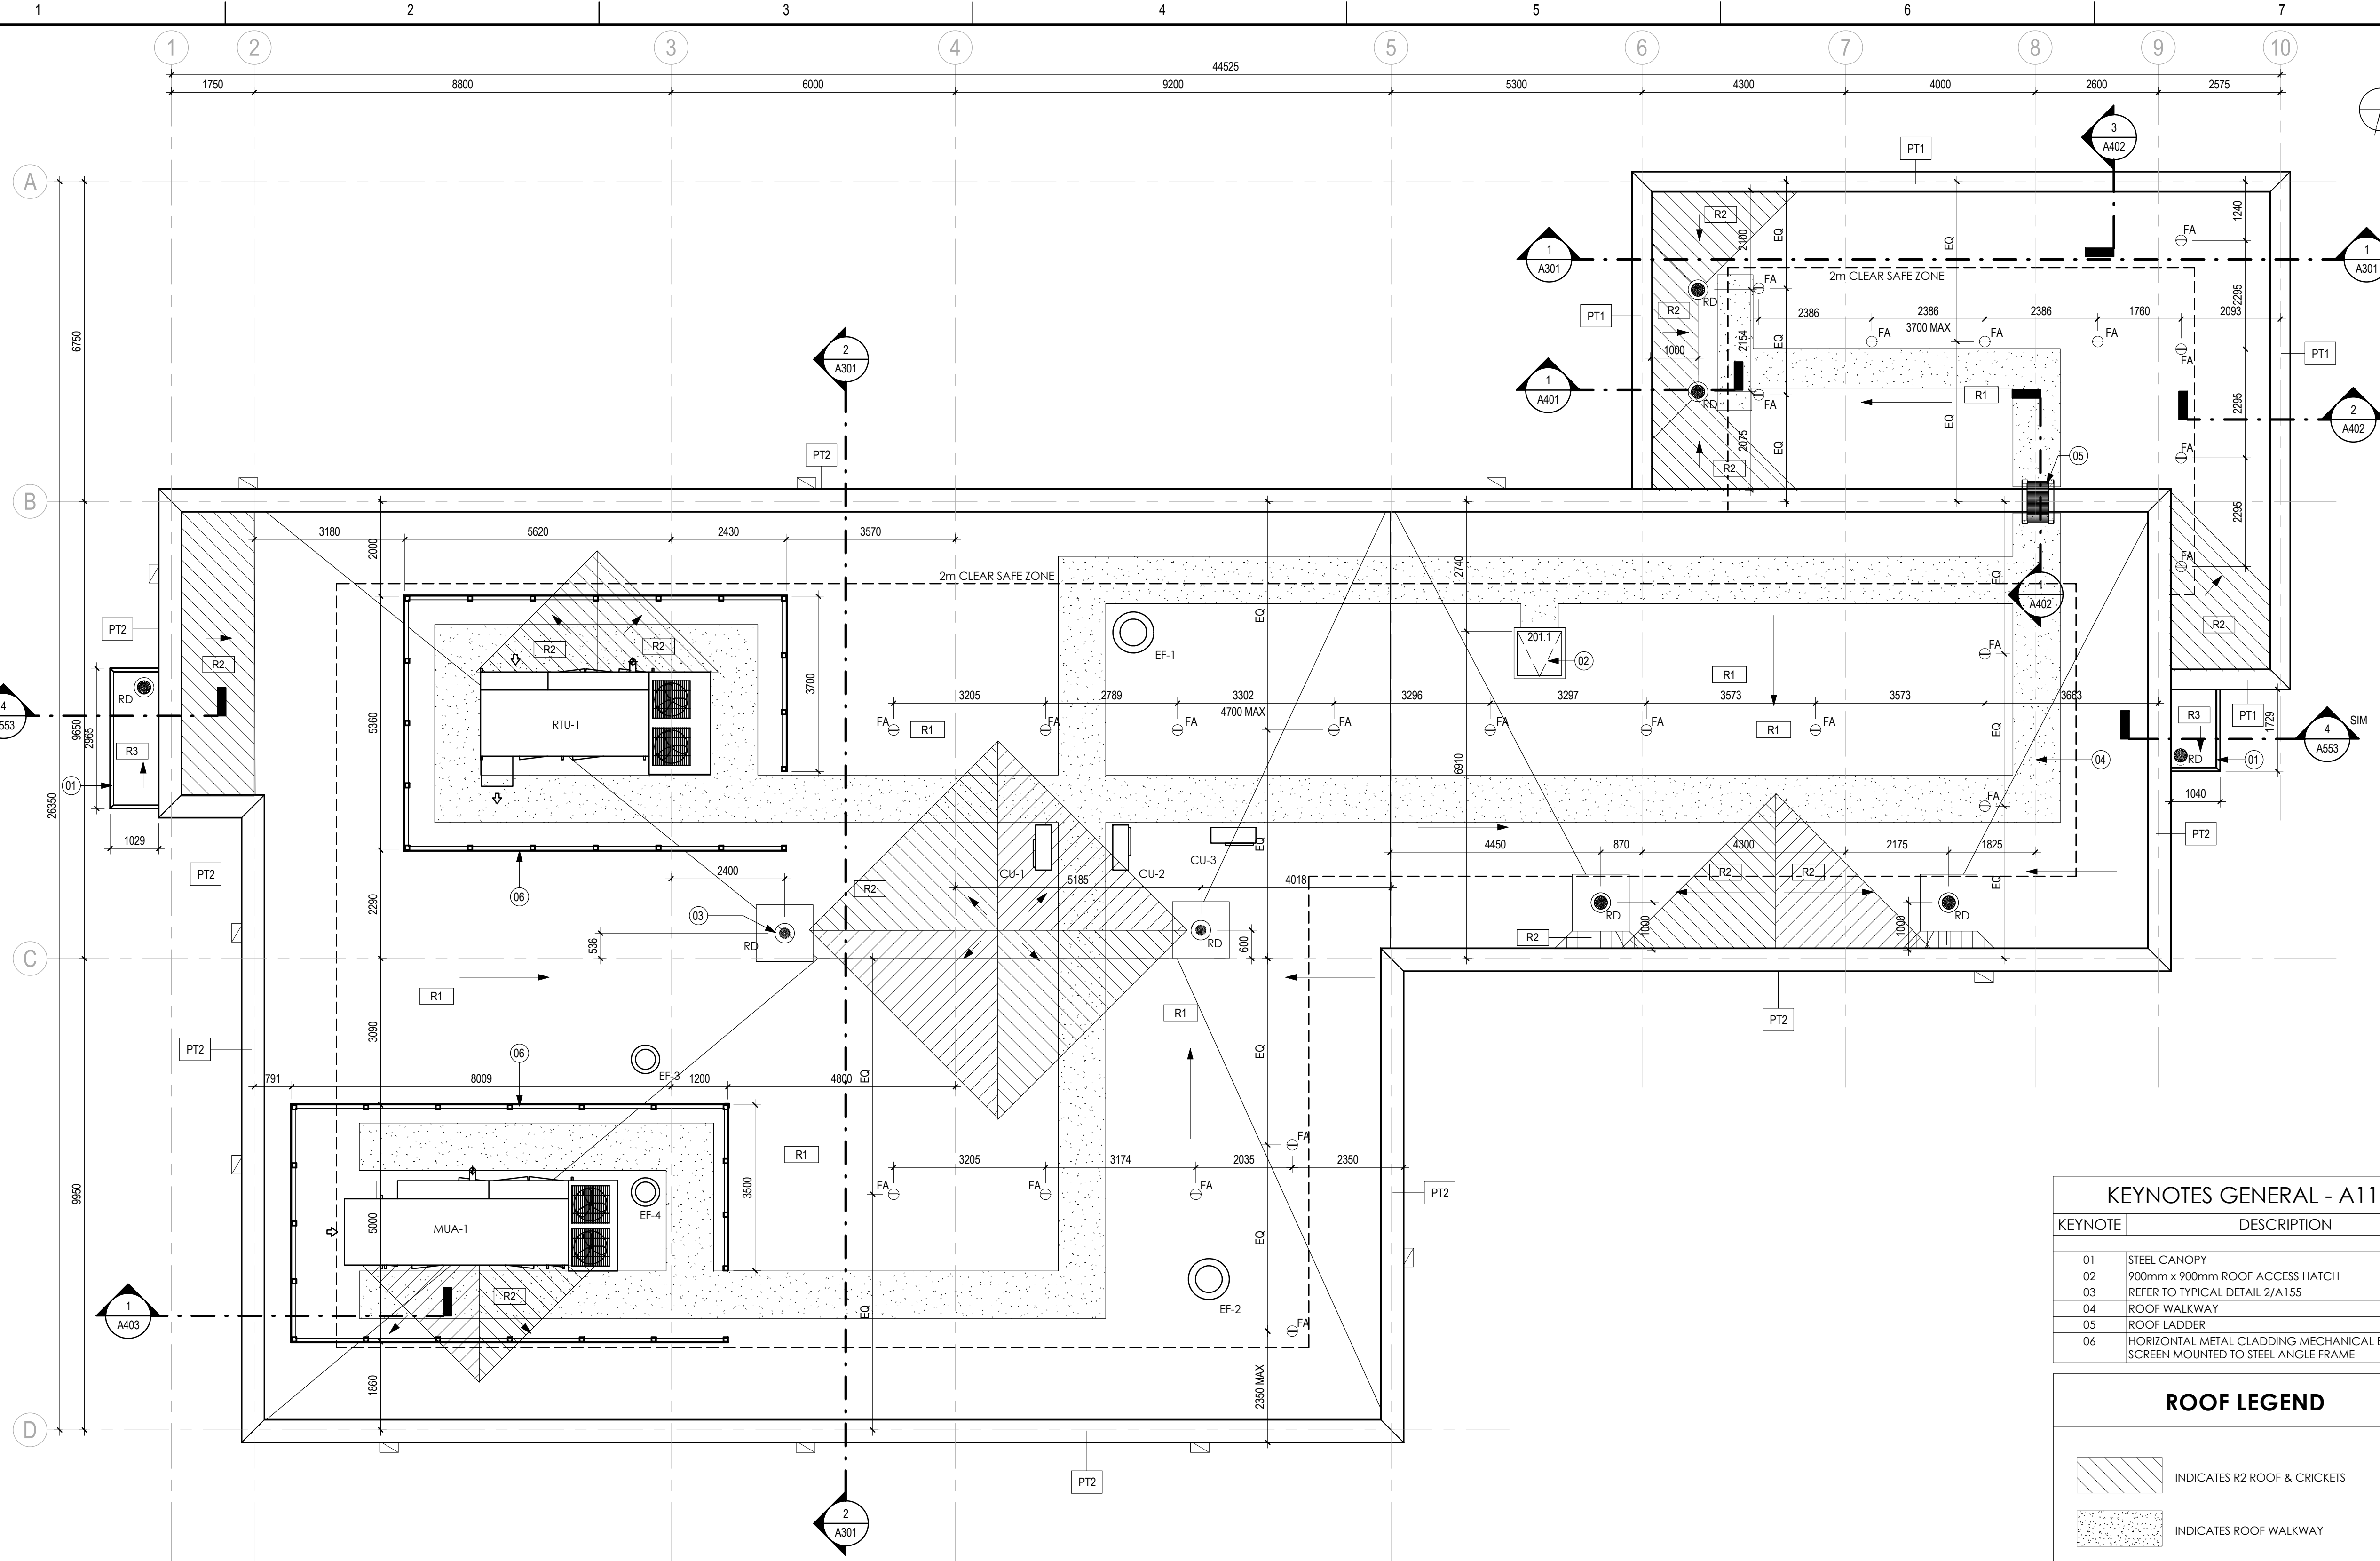 1 2 3 4 5 6 7
1 2 3 4 5 6 7 8 9 10
44525
1750 8800 6000 9200 5300 4300 4000 2600 2575
3
A402
PT1
A
R2
1240
FA
2100
EQ
EQ
1
A301
1
A301
2m CLEAR SAFE ZONE
FA
RD
2295
R2
PT1
2386 2386 2386 1760 2093
3700 MAX
FA FA FA
6750
2
A301
2154
EQ
1000
FA
PT1
1
A401
RD
FA
R1
2295
2
A402
EQ
2075
EQ
FA
PT2
R2
05
B
2295
3180 5620 2430 3570
2000
2740
FA
2m CLEAR SAFE ZONE
EQ
1
A402
EQ
PT2
R2
R2
R2
R2
EF-1
201.1
02
FA
R1
3700
RD
3205 2789 3302 3296 3297 3573 3573 3663
4700 MAX
R3
PT1
1729
4
A553
SIM
4
553
5360
RTU-1
FA R1 FA FA FA FA FA R1 FA
EQ
9650
2965
R3
6910
04
RD
01
01
26350
FA
1040
1029
PT2
EQ
4450 870 4300 2175 1825
PT2
CU-1
CU-2
CU-3
2400
5185
4018
R2
R2
R2
EQ
06
2290
03
RD
RD
RD
RD
536
600
1000
1000
R2
C
R1
R1
PT2
3090
PT2
06
EQ
EF-3
791 8009 1200 4800
EQ
R1
FA
3205 3174 2035 2350
9950
3500
FA FA FA
PT2
5000
MUA-1
EF-4
EQ
R2
EF-2
1
A403
EQ
FA
1860
2350 MAX
D
PT2
2
A301
KEYNOTES GENERAL - A11
KEYNOTE DESCRIPTION
01 STEEL CANOPY
02 900mm x 900mm ROOF ACCESS HATCH
03 REFER TO TYPICAL DETAIL 2/A155
04 ROOF WALKWAY
05 ROOF LADDER
06 HORIZONTAL METAL CLADDING MECHANICAL
SCREEN MOUNTED TO STEEL ANGLE FRAME
ROOF LEGEND
INDICATES R2 ROOF & CRICKETS
INDICATES ROOF WALKWAY